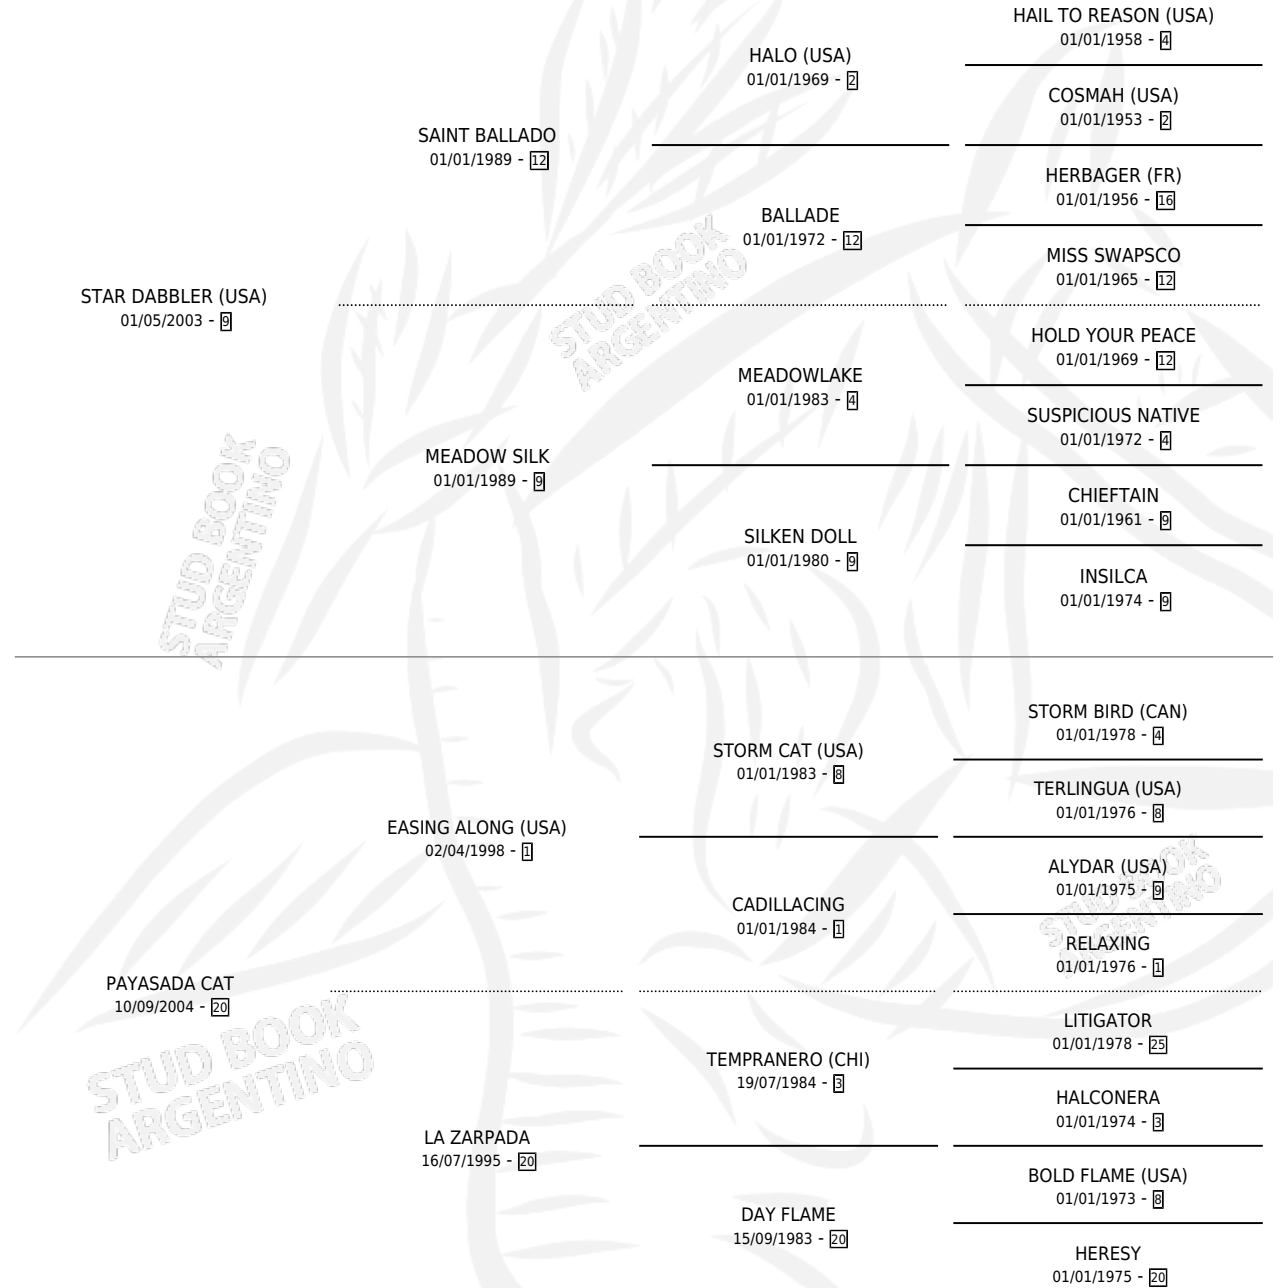 HAIL TO REASON (USA)
01/01/1958 - 4
HALO (USA)
01/01/1969 - 2
COSMAH (USA)
01/01/1953 - 2
SAINT BALLADO
01/01/1989 - 12
HERBAGER (FR)
01/01/1956 - 16
BALLADE
01/01/1972 - 12
MISS SWAPSCO
01/01/1965 - 12
STAR DABBLER (USA)
01/05/2003 - 9
HOLD YOUR PEACE
01/01/1969 - 12
MEADOWLAKE
01/01/1983 - 4
SUSPICIOUS NATIVE
01/01/1972 - 4
MEADOW SILK
01/01/1989 - 9
CHIEFTAIN
01/01/1961 - 9
SILKEN DOLL
01/01/1980 - 9
INSILCA
01/01/1974 - 9
STUD BOOK
ARGENTINO
STUD BOOK
ARGENTINO
STORM BIRD (CAN)
01/01/1978 - 4
STORM CAT (USA)
01/01/1983 - 8
TERLINGUA (USA)
01/01/1976 - 8
EASING ALONG (USA)
02/04/1998 - 1
ALYDAR (USA)
01/01/1975 - 9
CADILLACING
01/01/1984 - 1
RELAXING
01/01/1976 - 1
STUD BOOK
ARGENTINO
PAYASADA CAT
10/09/2004 - 20
LITIGATOR
01/01/1978 - 25
TEMPRANERO (CHI)
19/07/1984 - 3
HALCONERA
01/01/1974 - 3
LA ZARPADA
16/07/1995 - 20
BOLD FLAME (USA)
01/01/1973 - 8
DAY FLAME
15/09/1983 - 20
HERESY
01/01/1975 - 20
STUD BOOK
ARGENTINO